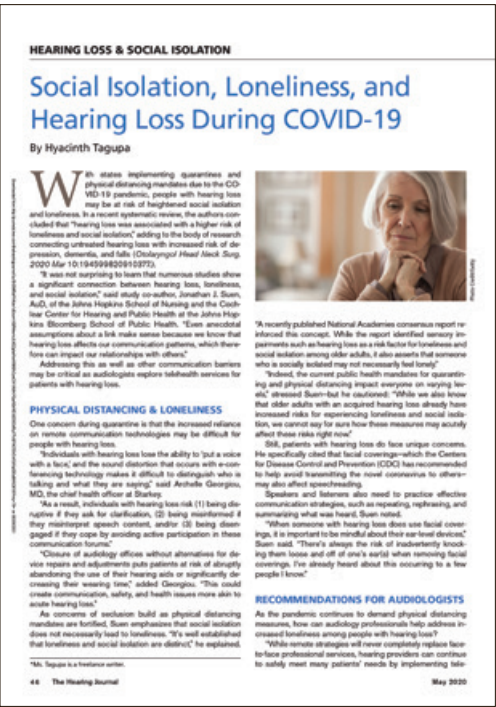 HEARING LOSS & SOCIAL ISOLATION
Social Isolation, Loneliness, and
Hearing Loss During COVID-19
By Hyacinth Tagupa
With states implementing quarantines and
physical distancing mandates due to the CO-
VID-19 pandemic, people with hearing loss
may be at risk of heightened social isolation
and loneliness. In a recent systematic review, the authors con-
cluded that "hearing loss was associated with a higher risk of
loneliness and social isolation," adding to the body of research
connecting untreated hearing loss with increased risk of de-
pression, dementia, and falls (Otolaryngol Head Neck Surg.
2020 Mar 10:194599820910377).
"It was not surprising to learn that numerous studies show
a significant connection between hearing loss, loneliness,
and social isolation," said study co-author, Jonathan J. Suen,
AuD, of the Johns Hopkins School of Nursing and the Coch-
lear Center for Hearing and Public Health at the Johns Hop-
kins Bloomberg School of Public Health. "Even anecdotal
assumptions about a link make sense because we know that
hearing loss affects our communication patterns, which there-
fore can impact our relationships with others."
Addressing this as well as other communication barriers
may be critical as audiologists explore telehealth services for
patients with hearing loss.
PHYSICAL DISTANCING & LONELINESS
One concern during quarantine is that the increased reliance
on remote communication technologies may be difficult for
people with hearing loss.
"Individuals with hearing loss lose the ability to 'put a voice
with a face,' and the sound distortion that occurs with e-con-
ferencing technology makes it difficult to distinguish who is
talking and what they are saying," said Archelle Georgiou,
MD, the chief health officer at Starkey.
"As a result, individuals with hearing loss risk (1) being dis-
ruptive if they ask for clarification, (2) being misinformed if
they misinterpret speech content, and/or (3) being disen-
gaged if they cope by avoiding active participation in these
communication forums."
"Closure of audiology offices without alternatives for de-
vice repairs and adjustments puts patients at risk of abruptly
abandoning the use of their hearing aids or significantly de-
creasing their wearing time," added Georgiou. "This could
create communication, safety, and health issues more akin to
acute hearing loss."
As concerns of seclusion build as physical distancing
mandates are fortified, Suen emphasizes that social isolation
does not necessarily lead to loneliness. "It's well established
that loneliness and social isolation are distinct," he explained.
*Ms. Tagupa is a freelance writer.
"A recently published National Academies consensus report re-
inforced this concept. While the report identified sensory im-
pairments such as hearing loss as a risk factor for loneliness and
social isolation among older adults, it also asserts that someone
who is socially isolated may not necessarily feel lonely."
"Indeed, the current public health mandates for quarantin-
ing and physical distancing impact everyone on varying lev-
els," stressed Suen—but he cautioned: "While we also know
that older adults with an acquired hearing loss already have
increased risks for experiencing loneliness and social isola-
tion, we cannot say for sure how these measures may acutely
affect these risks right now."
Still, patients with hearing loss do face unique concerns.
He specifically cited that facial coverings—which the Centers
for Disease Control and Prevention (CDC) has recommended
to help avoid transmitting the novel coronavirus to others—
may also affect speechreading.
Speakers and listeners also need to practice effective
communication strategies, such as repeating, rephrasing, and
summarizing what was heard, Suen noted.
"When someone with hearing loss does use facial cover-
ings, it is important to be mindful about their ear-level devices,"
Suen said. "There's always the risk of inadvertently knock-
ing them loose and off of one's ear(s) when removing facial
coverings. I've already heard about this occurring to a few
people I know."
RECOMMENDATIONS FOR AUDIOLOGISTS
As the pandemic continues to demand physical distancing
measures, how can audiology professionals help address in-
creased loneliness among people with hearing loss?
"While remote strategies will never completely replace face-
to-face professional services, hearing providers can continue
to safely meet many patients' needs by implementing tele-
44 The Hearing Journal
May 2020